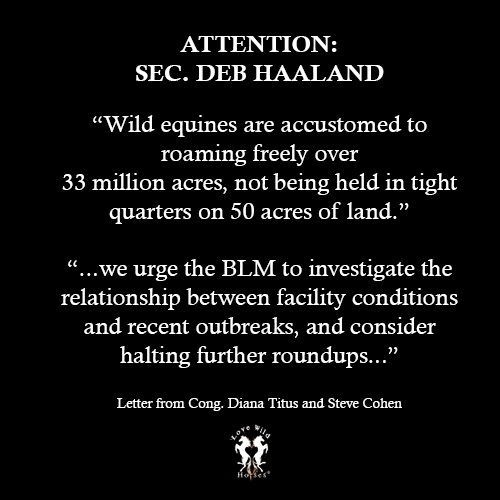 ATTENTION:
SEC. DEB HAALAND
“Wild equines are accustomed to
roaming freely over
33 million acres, not being held in tight
quarters on 50 acres of land.”
“...we urge the BLM to investigate the
relationship between facility conditions
and recent outbreaks, and consider
halting further roundups...”
Letter from Cong. Diana Titus and Steve Cohen
Love Wild
Horses®